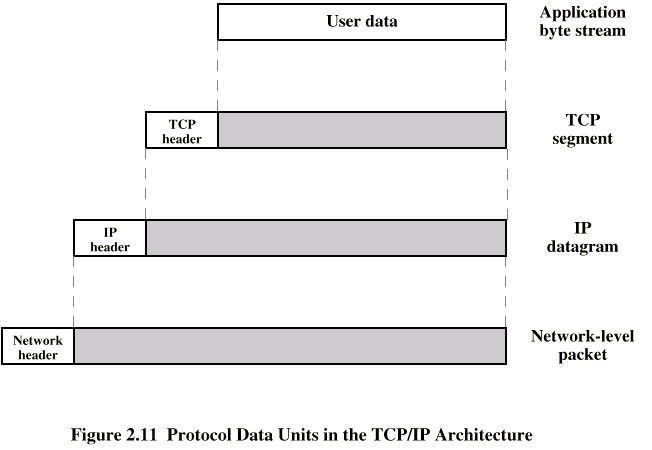 User data
Application
byte stream
TCP
header
TCP
segment
IP
header
IP
datagram
Network
header
Network-level
packet
Figure 2.11 Protocol Data Units in the TCP/IP Architecture